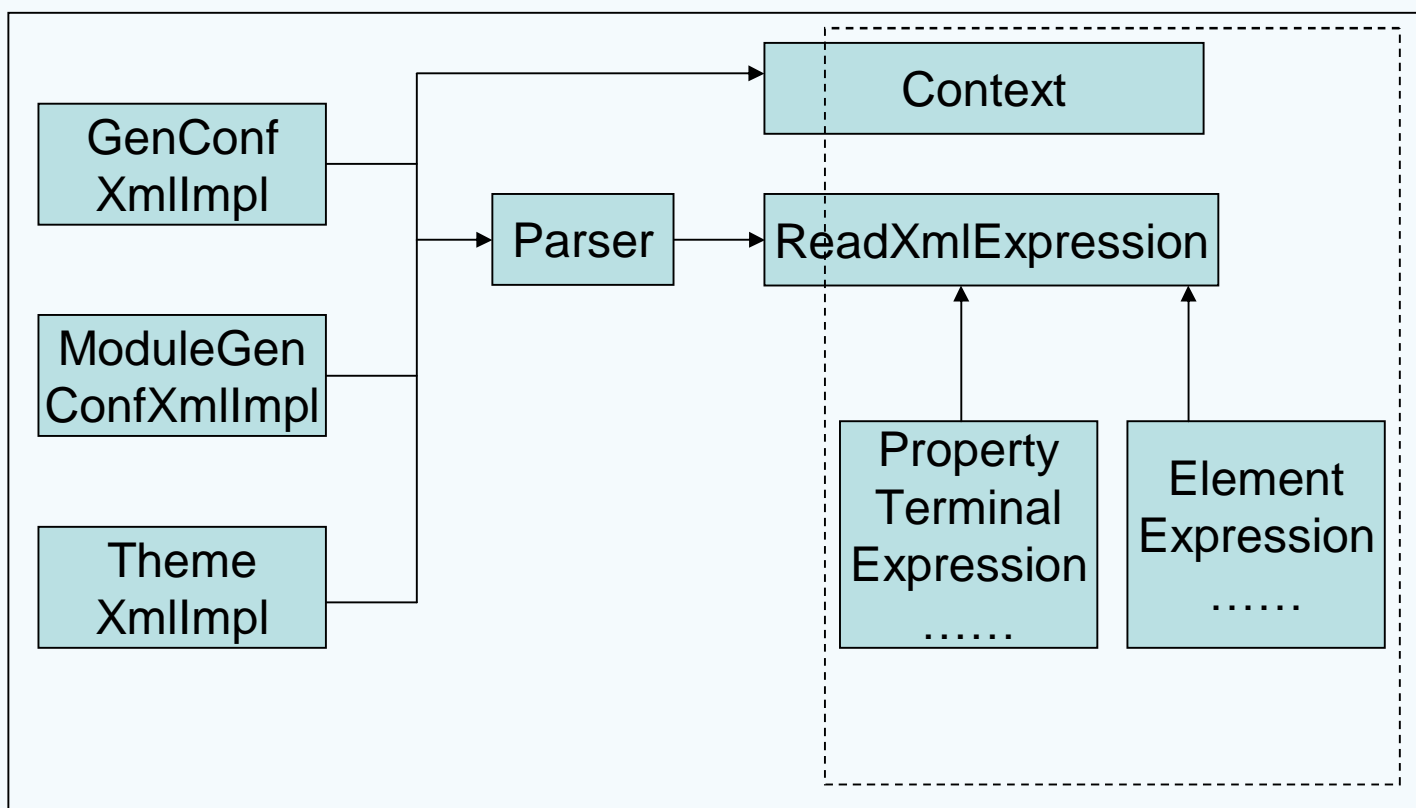 Context
GenConf
XmlImpl
Parser
ReadXmlExpression
ModuleGen
ConfXmlImpl
Property
Terminal
Expression
……
Element
Expression
……
Theme
XmlImpl